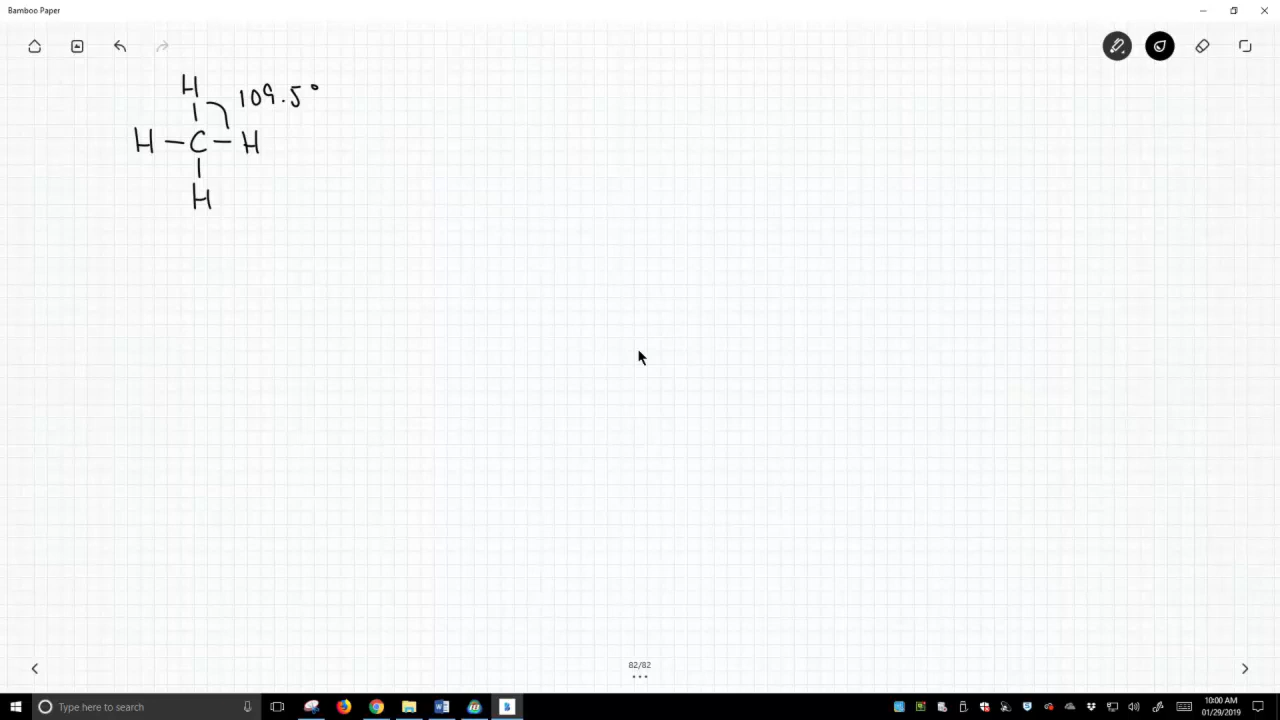 Bamboo Paper
H
109.5°
H – C – H
H
82/82
Type here to search
10:00 AM
01/29/2019